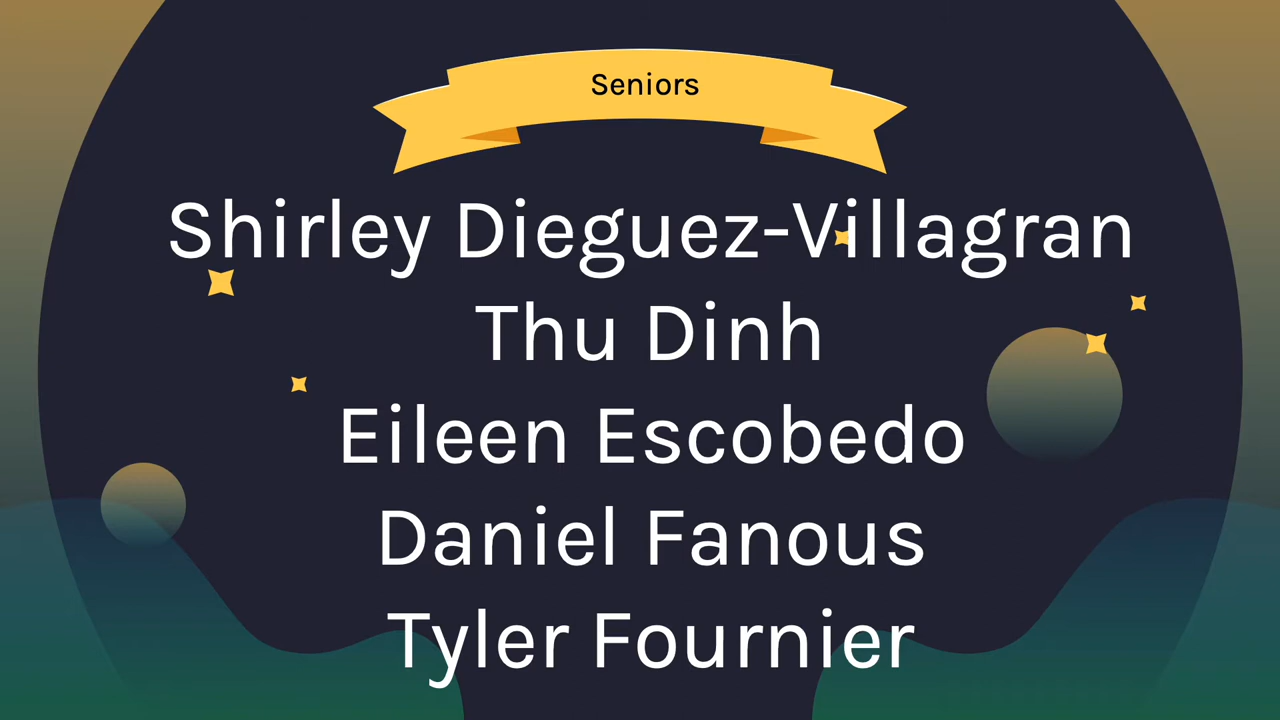 Seniors
Shirley Dieguez-Villagran
Thu Dinh
Eileen Escobedo
Daniel Fanous
Tyler Fournier